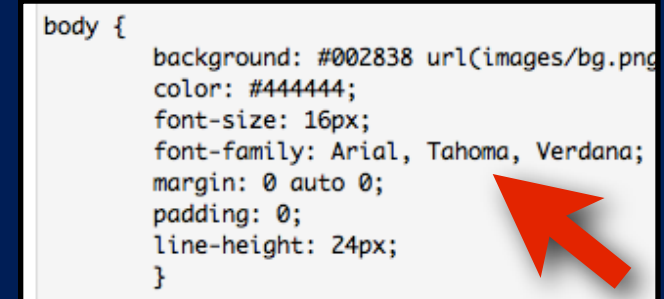 body {
background: #002838 url(images/bg.png
color: #444444;
font-size: 16px;
font-family: Arial, Tahoma, Verdana;
margin: 0 auto 0;
padding: 0;
line-height: 24px;
}